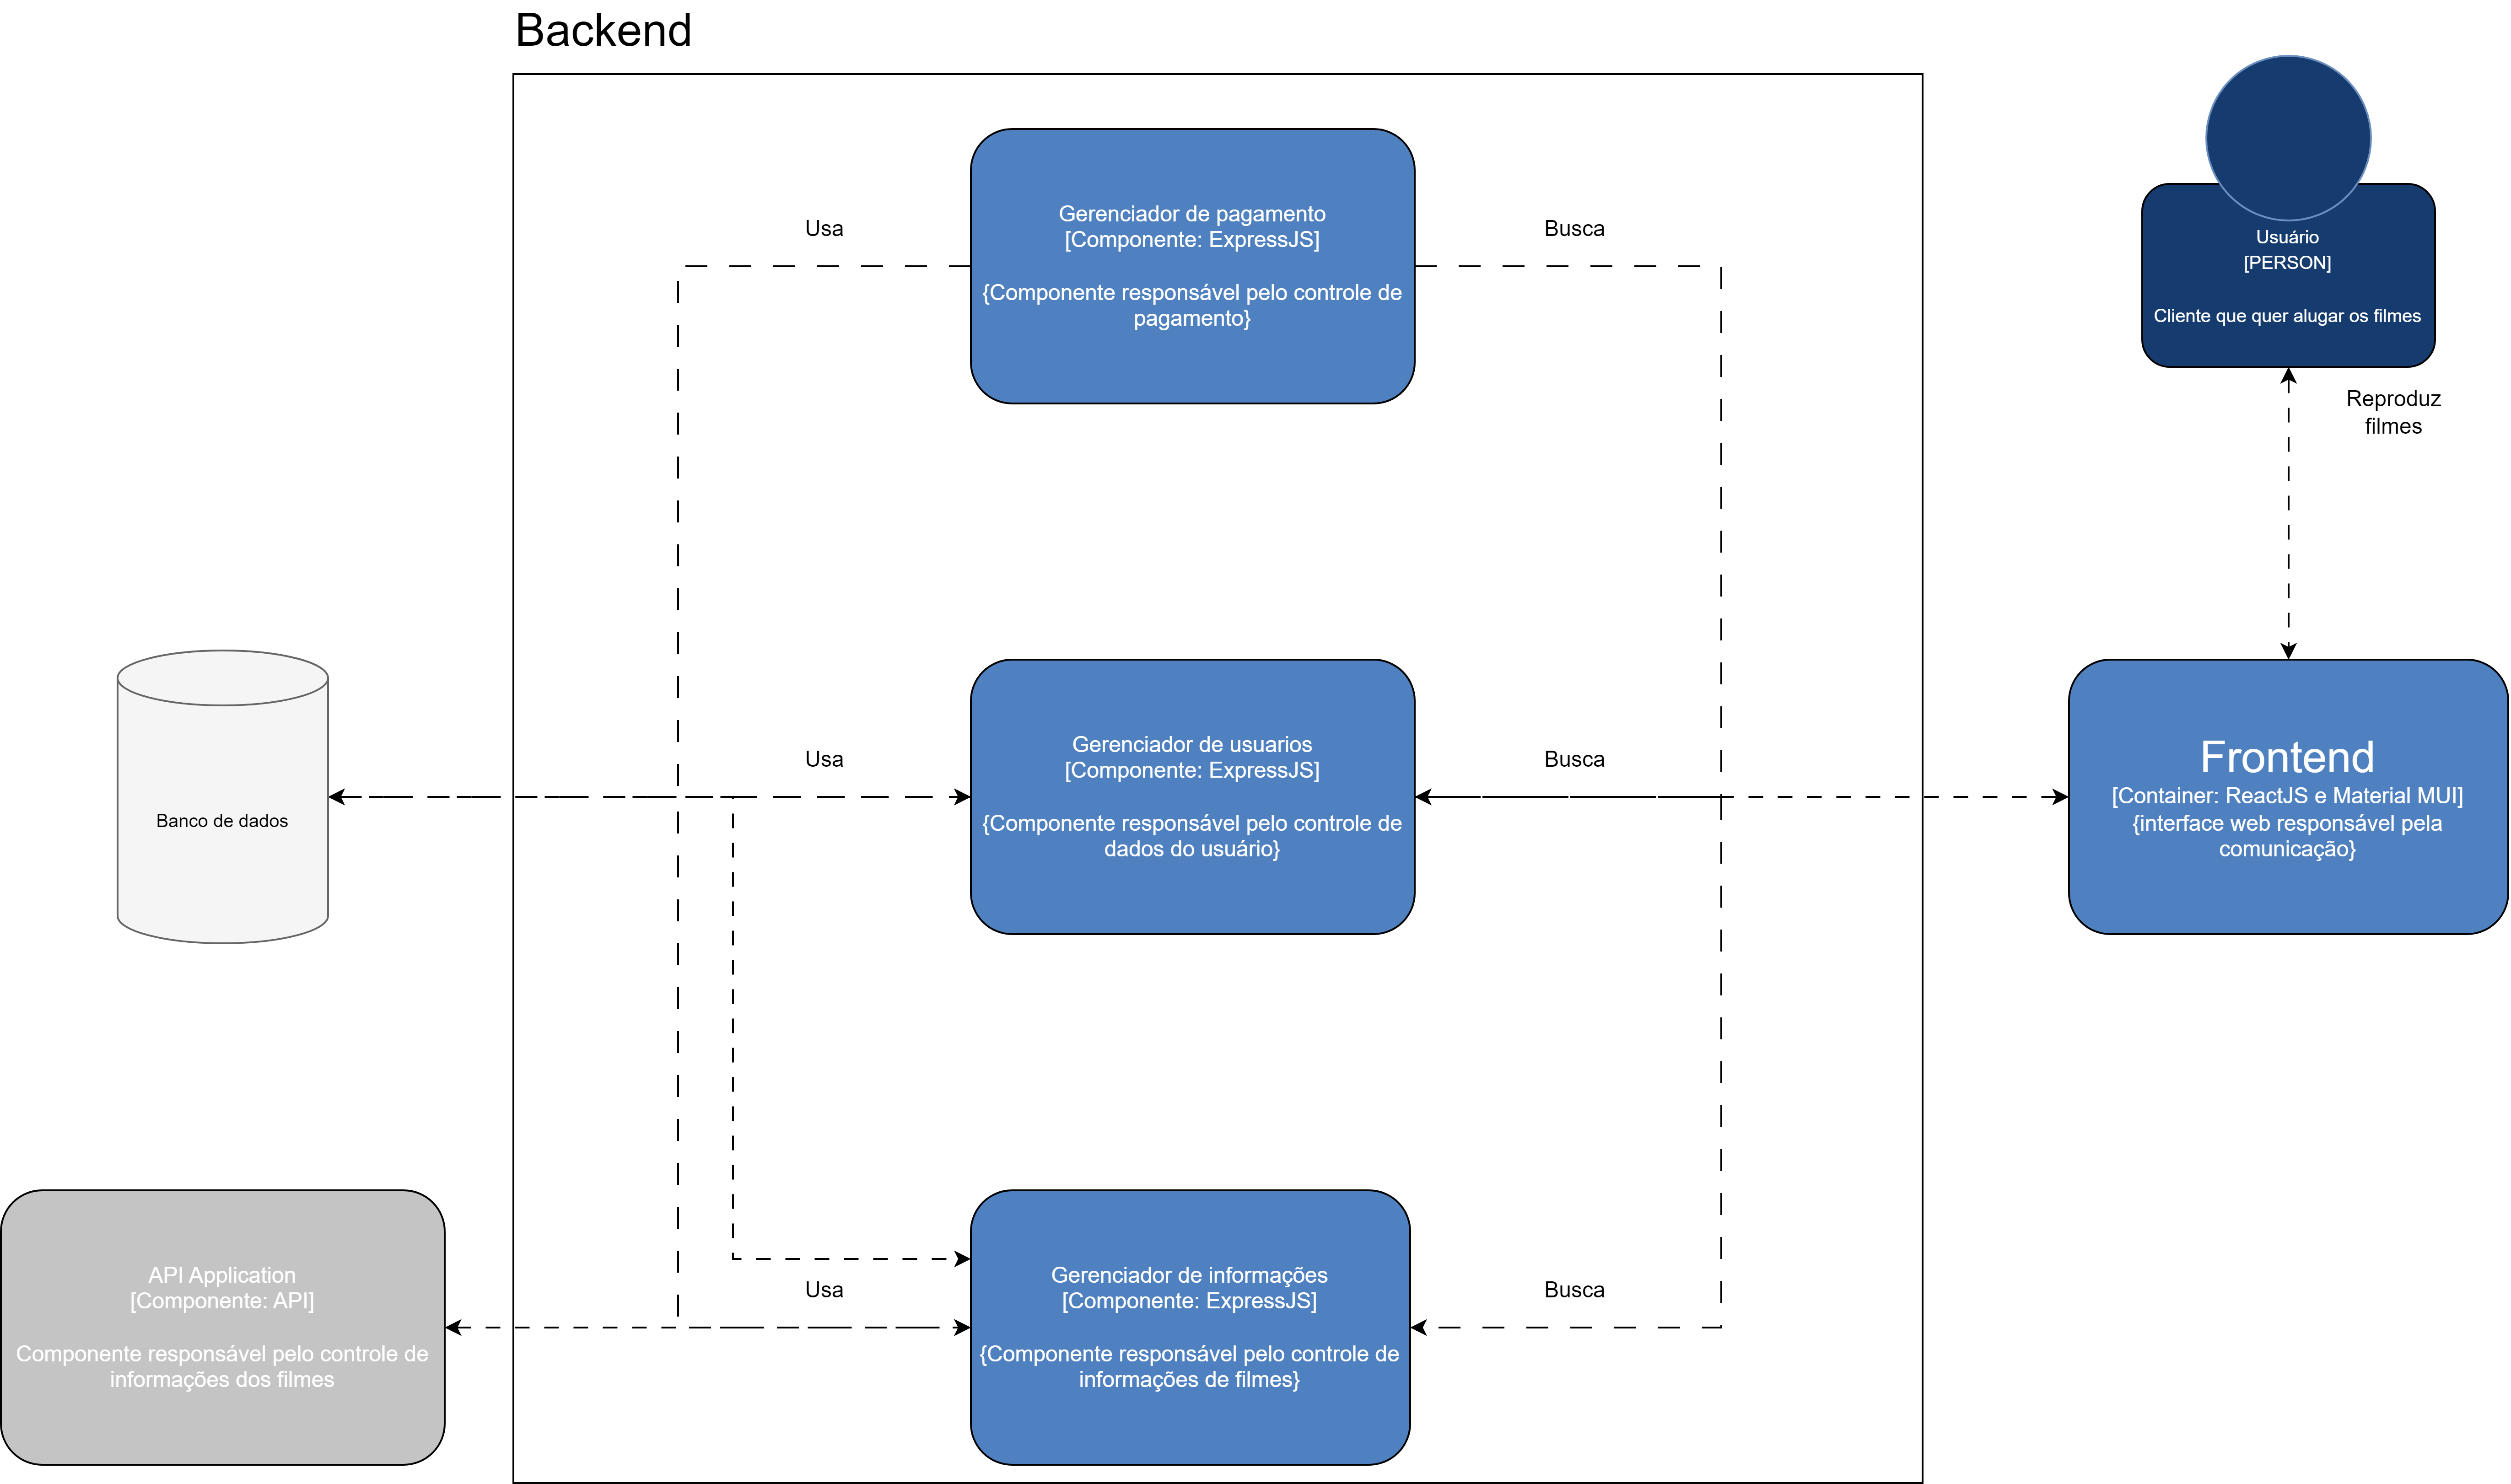 Backend
Usa
Gerenciador de pagamento
[Componente: ExpressJS]
{Componente responsável pelo controle de
pagamento}
Busca
Usuário
[PERSON]
Cliente que quer alugar os filmes
Reproduz
filmes
Banco de dados
Usa
Gerenciador de usuarios
[Componente: ExpressJS]
{Componente responsável pelo controle de
dados do usuário}
Busca
Frontend
[Container: ReactJS e Material MUI]
{interface web responsável pela
comunicação}
API Application
[Componente: API]
Componente responsável pelo controle de
informações dos filmes
Usa
Gerenciador de informações
[Componente: ExpressJS]
{Componente responsável pelo controle de
informações de filmes}
Busca